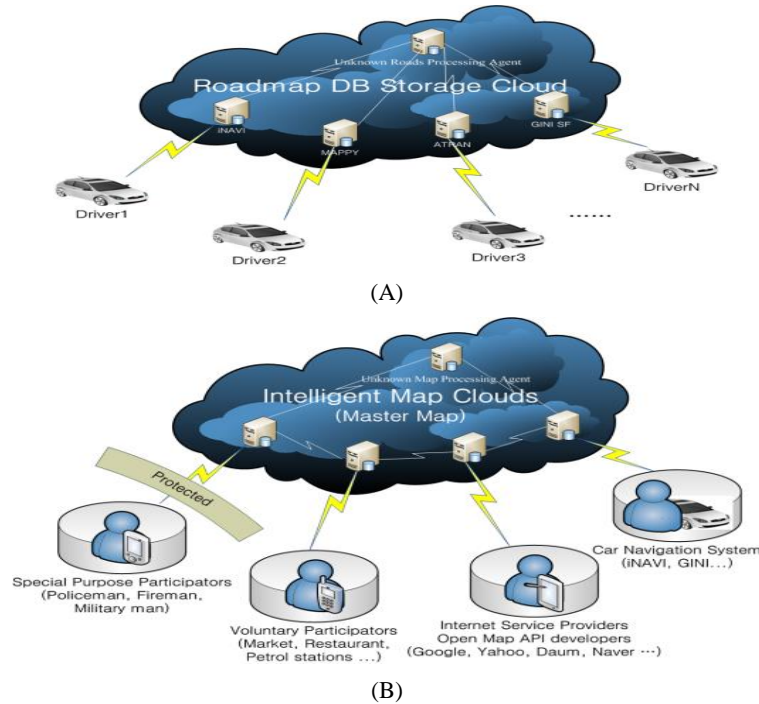 Unknown Roads Processing Agent
Roadmap DB Storage Cloud
iNAVI
MAPPY
ATRAN
GINI SF
Driver1
Driver2
Driver3
......
DriverN
(A)
Unknown Map Processing Agent
Intelligent Map Clouds
(Master Map)
Protected
Special Purpose Participators
(Policeman, Fireman,
Military man)
Voluntary Participators
(Market, Restaurant,
Petrol stations ...)
Internet Service Providers
Open Map API developers
(Google, Yahoo, Daum, Naver ···)
Car Navigation System
(iNAVI, GINI...)
(B)